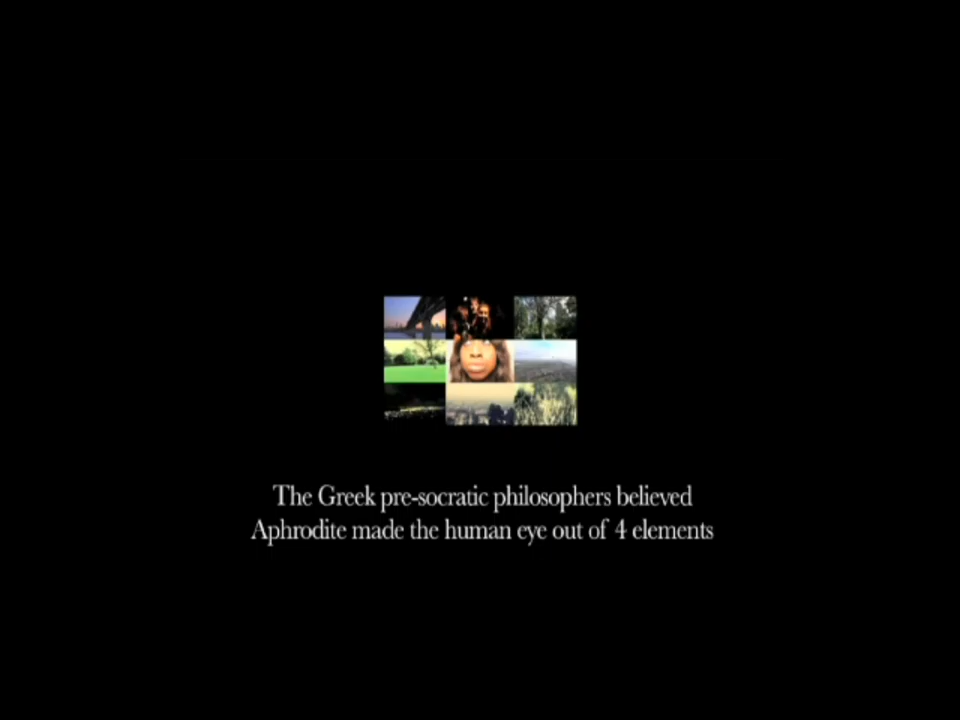 The Greek pre-socratic philosophers believed
Aphrodite made the human eye out of 4 elements